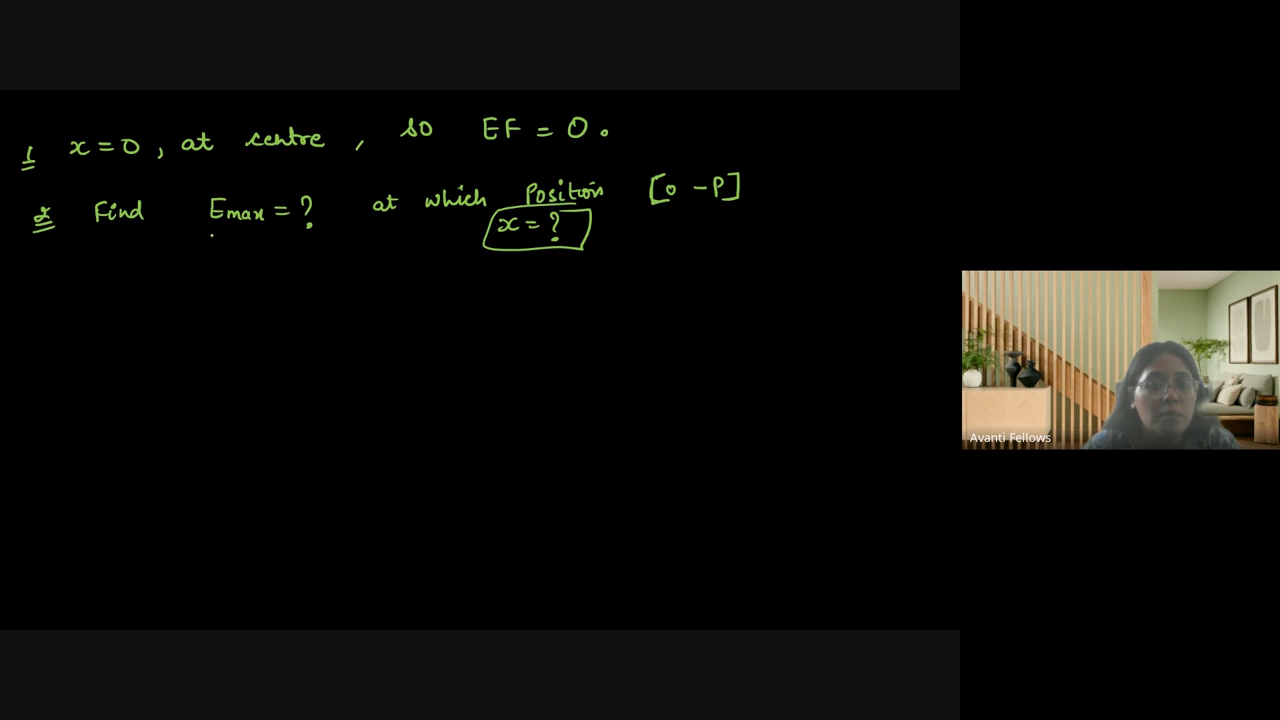 1 x = 0, at centre, so EF = 0.
2 Find Emax = ? at which Position [0 - P]
x = ?
Avanti Fellows